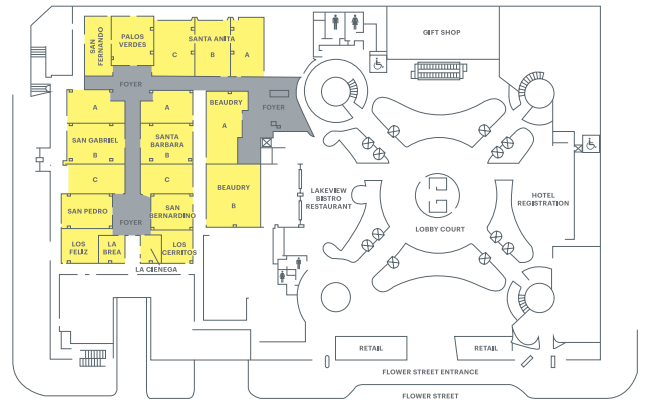 SAN FERNANDO
PALOS
VERDES
SANTA ANITA
C
B
A
GIFT SHOP
FOYER
BEAUDRY
A
FOYER
A
A
SAN GABRIEL
B
SANTA
BARBARA
B
C
C
BEAUDRY
B
LAKEVIEW
BISTRO
RESTAURANT
HOTEL
REGISTRATION
LOBBY COURT
SAN PEDRO
FOYER
SAN
BERNARDINO
LOS
FELIZ
LA
BREA
LOS
CERRITOS
LA CIENEGA
RETAIL
RETAIL
FLOWER STREET ENTRANCE
FLOWER STREET